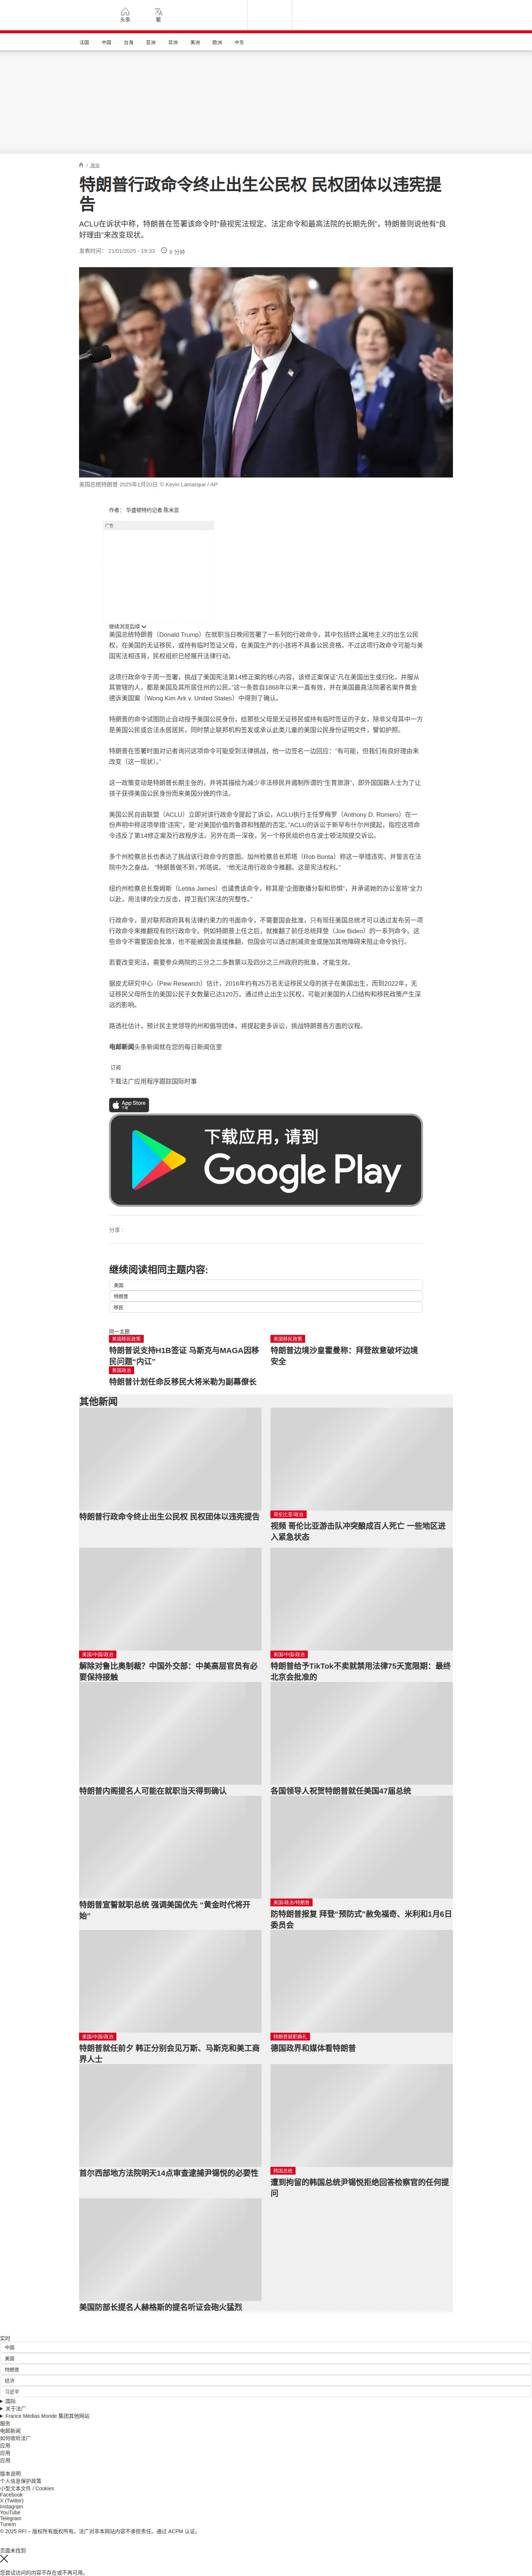 头条
繁
法国
中国
台海
亚洲
非洲
美洲
欧洲
中东
/ 政治
特朗普行政命令终止出生公民权 民权团体以违宪提
告
ACLU在诉状中称，特朗普在签署该命令时“藐视宪法规定、法定命令和最高法院的长期先例”，特朗普则说他有“良
好理由”来改变现状。
发表时间： 21/01/2025 - 19:33
美国总统特朗普 2025年1月20日 © Kevin Lamarque / AP
作者： 华盛顿特约记者 陈米亚
广告
继续浏览后续
美国总统特朗普（Donald Trump）在就职当日晚间签署了一系列的行政命令，其中包括终止属地主义的出生公民
权，在美国的无证移民，或持有临时签证父母，在美国生产的小孩将不具备公民资格。不过这项行政命令可能与美
国宪法相违背，民权组织已经展开法律行动。
这项行政命令于周一签署，挑战了美国宪法第14修正案的核心内容，该修正案保证“凡在美国出生或归化，并服从
其管辖的人，都是美国及其所居住州的公民。”这一条款自1868年以来一直有效，并在美国最高法院著名案件黄金
德诉美国案（Wong Kim Ark v. United States）中得到了确认。
特朗普的命令试图防止自动授予美国公民身份，给那些父母是无证移民或持有临时签证的子女，除非父母其中一方
是美国公民或合法永居居民，同时禁止联邦机构签发或承认此类儿童的美国公民身份证明文件，譬如护照。
特朗普在签署时面对记者询问这项命令可能受到法律挑战，他一边签名一边回应：“有可能，但我们有良好理由来
改变（这一现状）。”
这一政策变动是特朗普长期主张的，并将其描绘为减少非法移民并遏制所谓的“生育旅游”，即外国国籍人士为了让
孩子获得美国公民身份而来美国分娩的作法。
美国公民自由联盟（ACLU）立即对该行政命令提起了诉讼，ACLU执行主任罗梅罗（Anthony D. Romero）在一
份声明中称这项举措“违宪”，是“对美国价值的鲁莽和残酷的否定。”ACLU的诉讼于新罕布什尔州提起，指控这项命
令违反了第14修正案及行政程序法。另外在周一深夜，另一个移民组织也在波士顿法院提交诉讼。
多个州检察总长也表达了挑战该行政命令的意图。加州检察总长邦塔（Rob Bonta）称这一举措违宪，并誓言在法
院中为之奋战。 “特朗普做不到，”邦塔说。 “他无法用行政命令推翻。这是宪法权利。”
纽约州检察总长詹姆斯（Letitia James）也谴责该命令，称其是“企图散播分裂和恐惧”，并承诺她的办公室将“全力
以赴，用法律的全力反击，捍卫我们宪法的完整性。”
行政命令，是对联邦政府具有法律约束力的书面命令，不需要国会批准，只有现任美国总统才可以透过发布另一项
行政命令来推翻现有的行政命令。例如特朗普上任之后，就推翻了前任总统拜登（Joe Biden）的一系列命令。这
些命令不需要国会批准，也不能被国会直接推翻，但国会可以透过削减资金或施加其他障碍来阻止命令执行。
若要改变宪法，需要参众两院的三分之二多数票以及四分之三州政府的批准，才能生效。
据皮尤研究中心（Pew Research）估计，2016年约有25万名无证移民父母的孩子在美国出生，而到2022年，无
证移民父母所生的美国公民子女数量已达120万。通过终止出生公民权，可能对美国的人口结构和移民政策产生深
远的影响。
路透社估计，预计民主党领导的州和倡导团体，将提起更多诉讼，挑战特朗普各方面的议程。
电邮新闻头条新闻就在您的每日新闻信里
订阅
下载法广应用程序跟踪国际时事
App Store
下载应用，请到
Google Play
分享 :
继续阅读相同主题内容:
美国
特朗普
移民
同一主题
美国移民政策
特朗普说支持H1B签证 马斯克与MAGA因移
民问题“内讧”
美国移民政策
特朗普边境沙皇霍曼称：拜登故意破坏边境
安全
美国政治
特朗普计划任命反移民大将米勒为副幕僚长
其他新闻
特朗普行政命令终止出生公民权 民权团体以违宪提告
哥伦比亚/政治
视频 哥伦比亚游击队冲突酿成百人死亡 一些地区进
入紧急状态
美国/中国/政治
解除对鲁比奥制裁？中国外交部：中美高层官员有必
要保持接触
美国/中国/政治
特朗普给予TikTok不卖就禁用法律75天宽限期：最终
北京会批准的
特朗普内阁提名人可能在就职当天得到确认
各国领导人祝贺特朗普就任美国47届总统
特朗普宣誓就职总统 强调美国优先 “黄金时代将开
始”
美国/政治/特朗普
防特朗普报复 拜登“预防式”赦免福奇、米利和1月6日
委员会
美国/中国/政治
特朗普就任前夕 韩正分别会见万斯、马斯克和美工商
界人士
特朗普就职典礼
德国政界和媒体看特朗普
首尔西部地方法院明天14点审查逮捕尹锡悦的必要性
韩国总统
遭到拘留的韩国总统尹锡悦拒绝回答检察官的任何提
问
美国防部长提名人赫格斯的提名听证会砲火猛烈
实时
中国
美国
特朗普
经济
习近平
国际
关于法广
France Médias Monde 集团其他网站
服务
电邮新闻
如何收听法广
应用
应用
应用
版本说明
个人信息保护政策
小型文本文件 / Cookies
Facebook
X (Twitter)
Instagram
YouTube
Telegram
TuneIn
© 2025 RFI – 版权所有版权所有。法广对非本网站内容不承担责任。通过 ACPM 认证。
页面未找到
您尝试访问的内容不存在或不再可用。